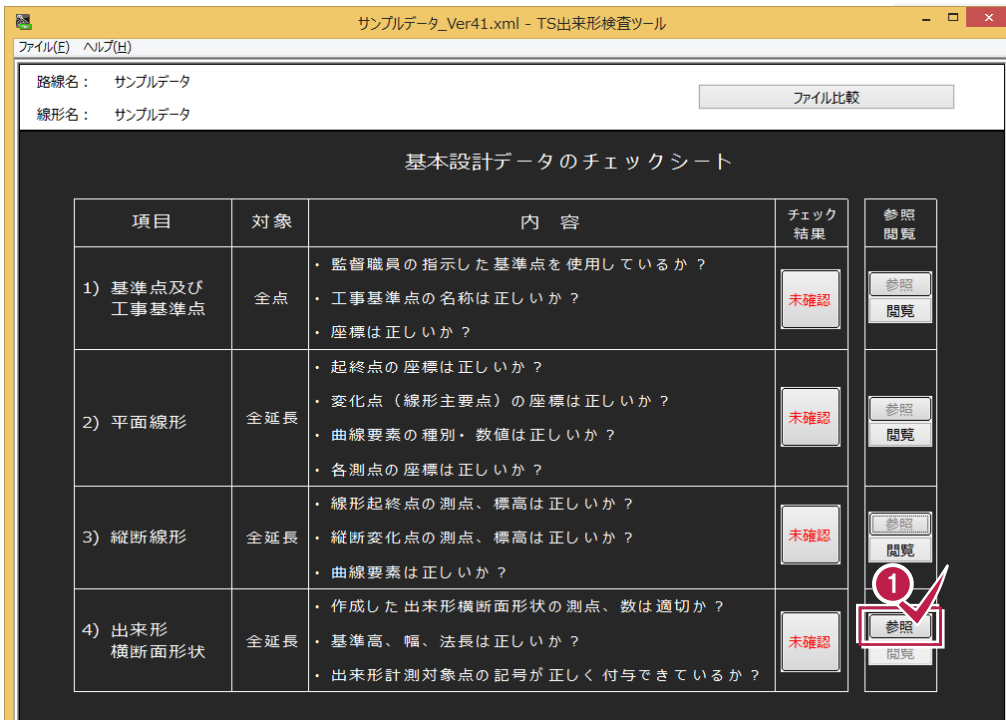 サンプルデータ_Ver41.xml - TS出来形検査ツール
ファイル(F) ヘルプ(H)
路線名： サンプルデータ
ファイル比較
線形名： サンプルデータ
基本設計データのチェックシート
項目 対象 内 容 チェック結果 参照閲覧
1) 基準点及び工事基準点
全点
・ 監督職員の指示した基準点を使用しているか？
・ 工事基準点の名称は正しいか？
・ 座標は正しいか？
未確認
参照
閲覧
2) 平面線形
全延長
・ 起終点の座標は正しいか？
・ 変化点（線形主要点）の座標は正しいか？
・ 曲線要素の種別・数値は正しいか？
・ 各測点の座標は正しいか？
未確認
参照
閲覧
3) 縦断線形
全延長
・ 線形起終点の測点、標高は正しいか？
・ 縦断変化点の測点、標高は正しいか？
・ 曲線要素は正しいか？
未確認
参照
閲覧
4) 出来形横断面形状
全延長
・ 作成した出来形横断面形状の測点、数は適切か？
・ 基準高、幅、法長は正しいか？
・ 出来形計測対象点の記号が正しく付与できているか？
未確認
1
参照
閲覧